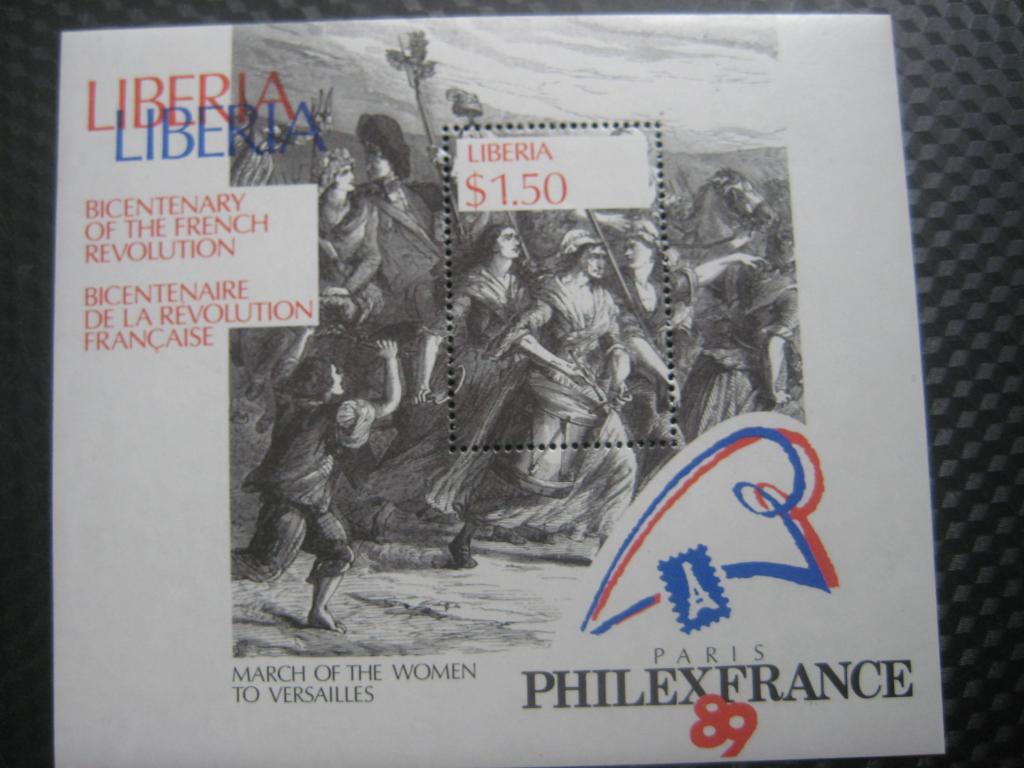 LIBERIA
LIBERIA
BICENTENARY
OF THE FRENCH
REVOLUTION
BICENTENAIRE
DE LA REVOLUTION
FRANÇAISE
LIBERIA
$1.50
MARCH OF THE WOMEN
TO VERSAILLES
PARIS
PHILEXFRANCE
89